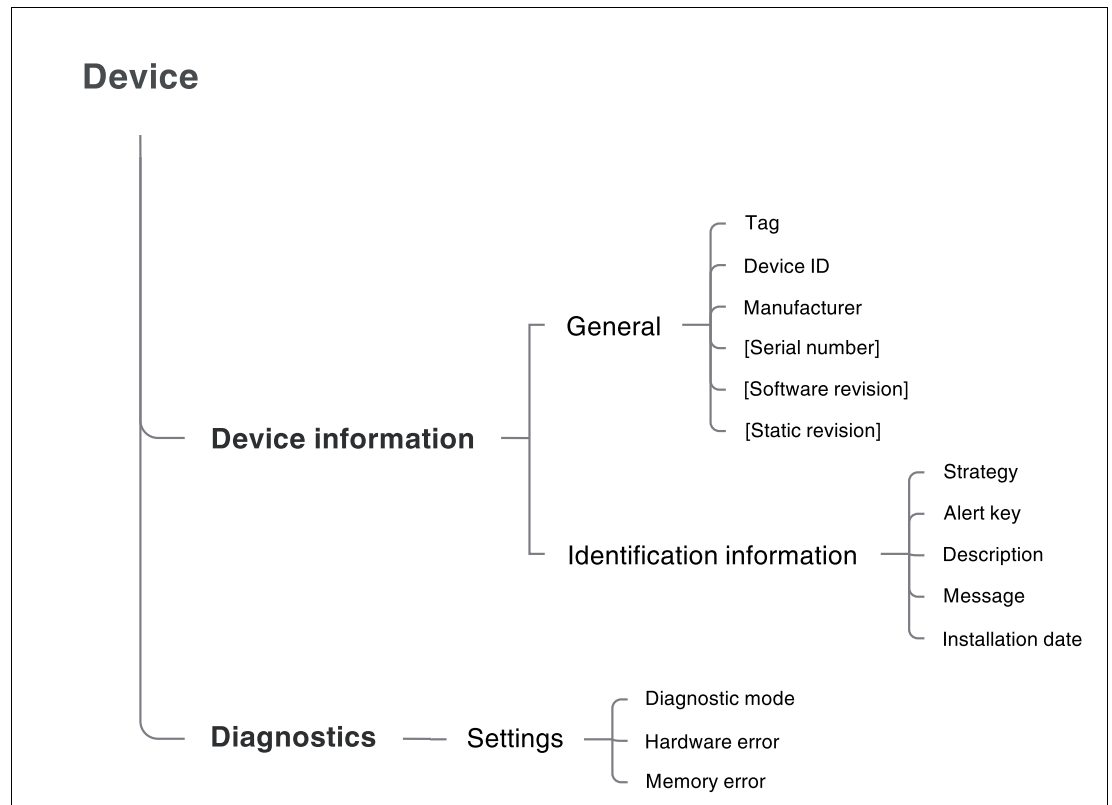 Device
Device information
General
Tag
Device ID
Manufacturer
[Serial number]
[Software revision]
[Static revision]
Identification information
Strategy
Alert key
Description
Message
Installation date
Diagnostics
Settings
Diagnostic mode
Hardware error
Memory error